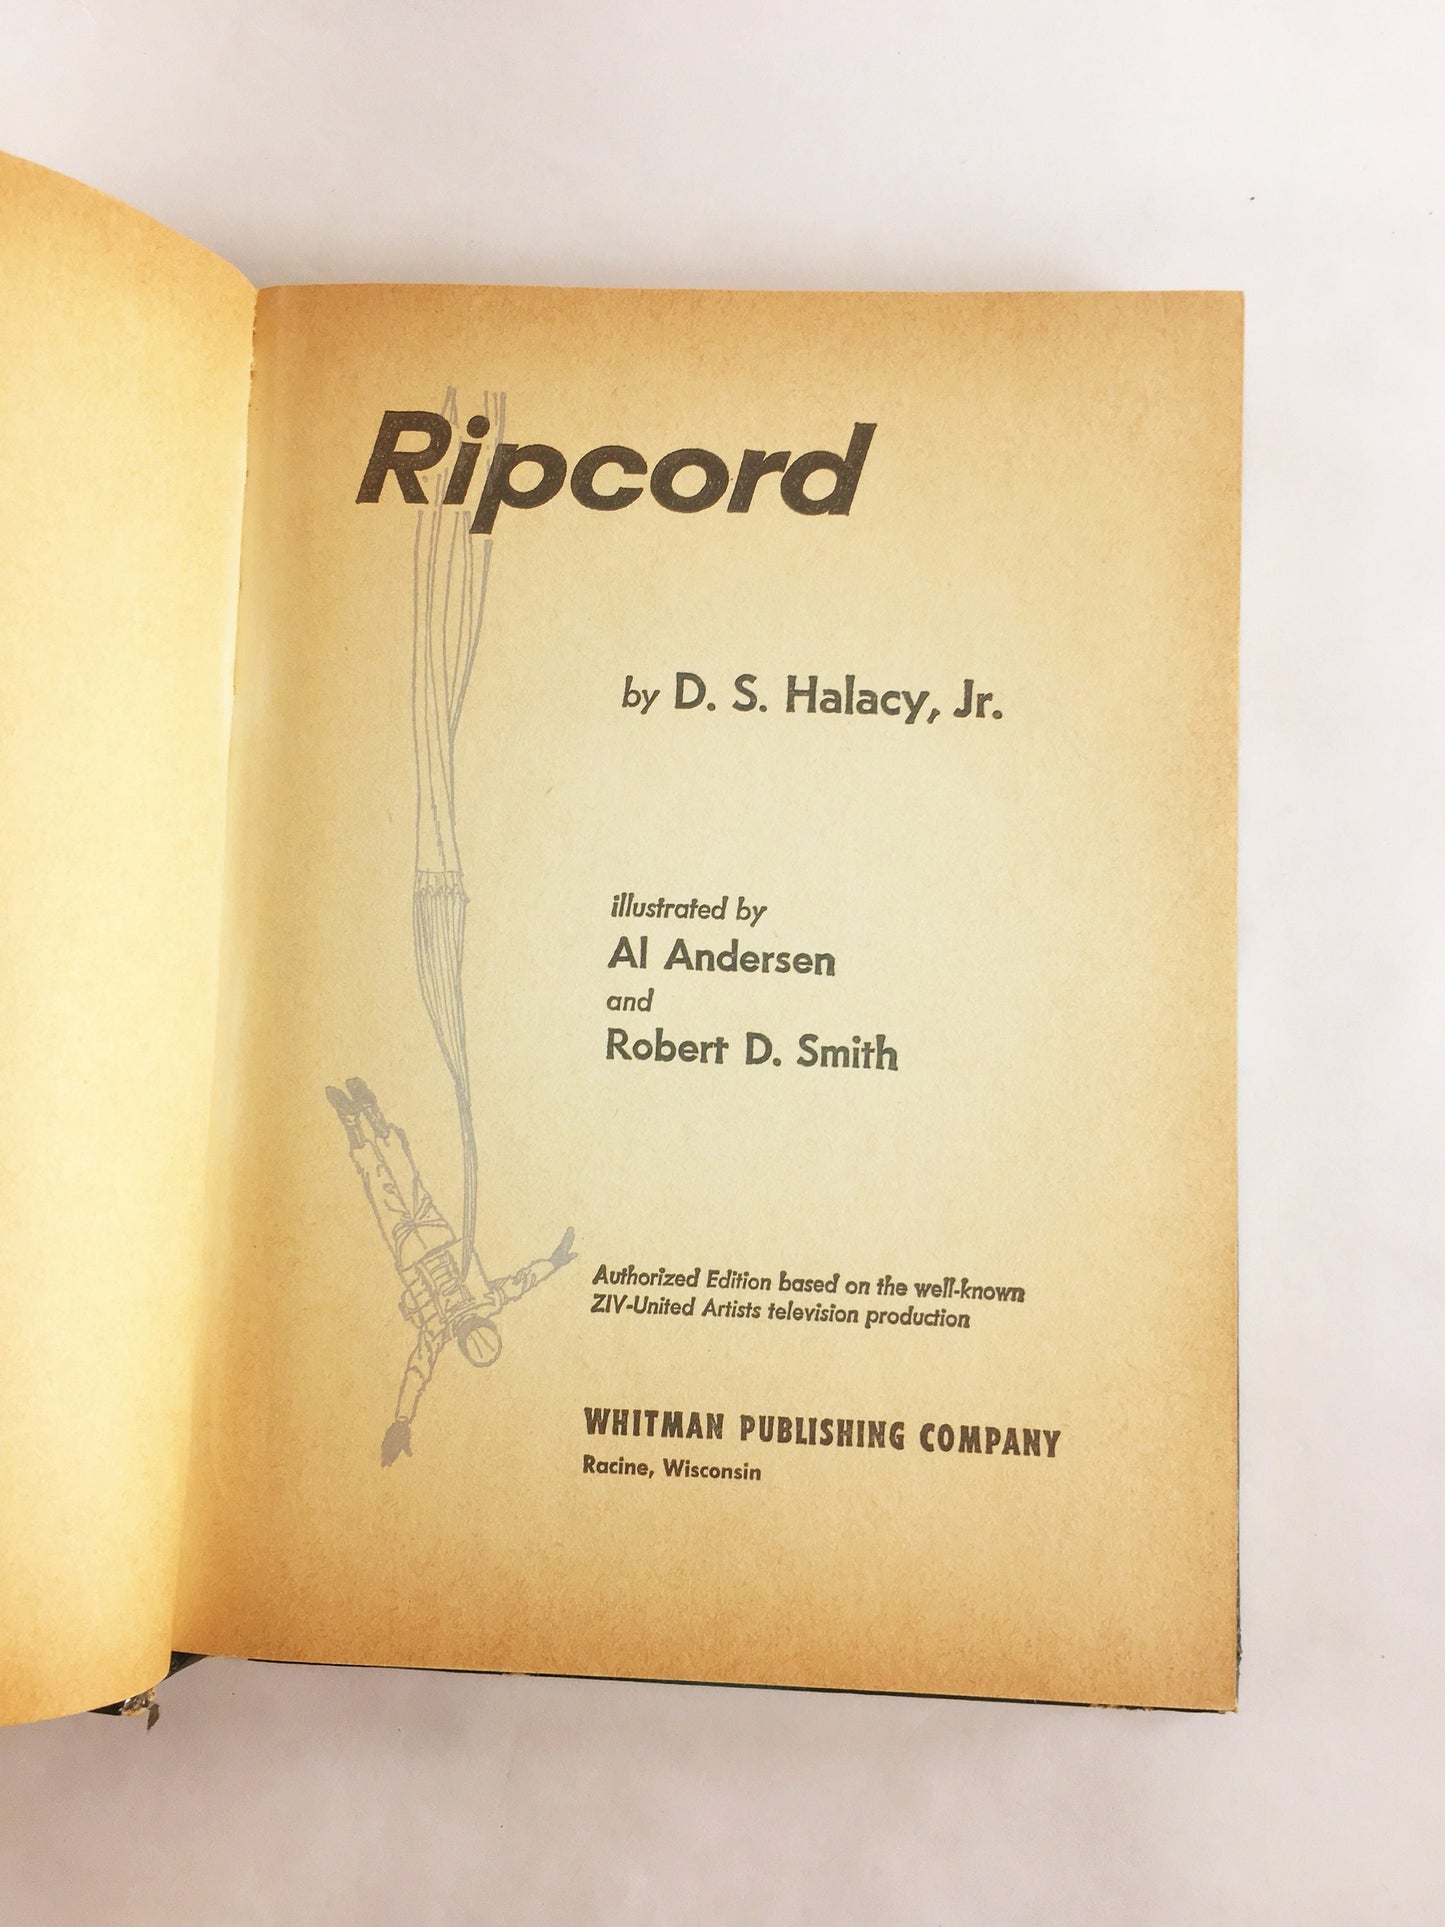 Ripcord
by D. S. Halacy, Jr.
illustrated by
Al Andersen
and
Robert D. Smith
Authorized Edition based on the well-known
ZIV-United Artists television production
WHITMAN PUBLISHING COMPANY
Racine, Wisconsin